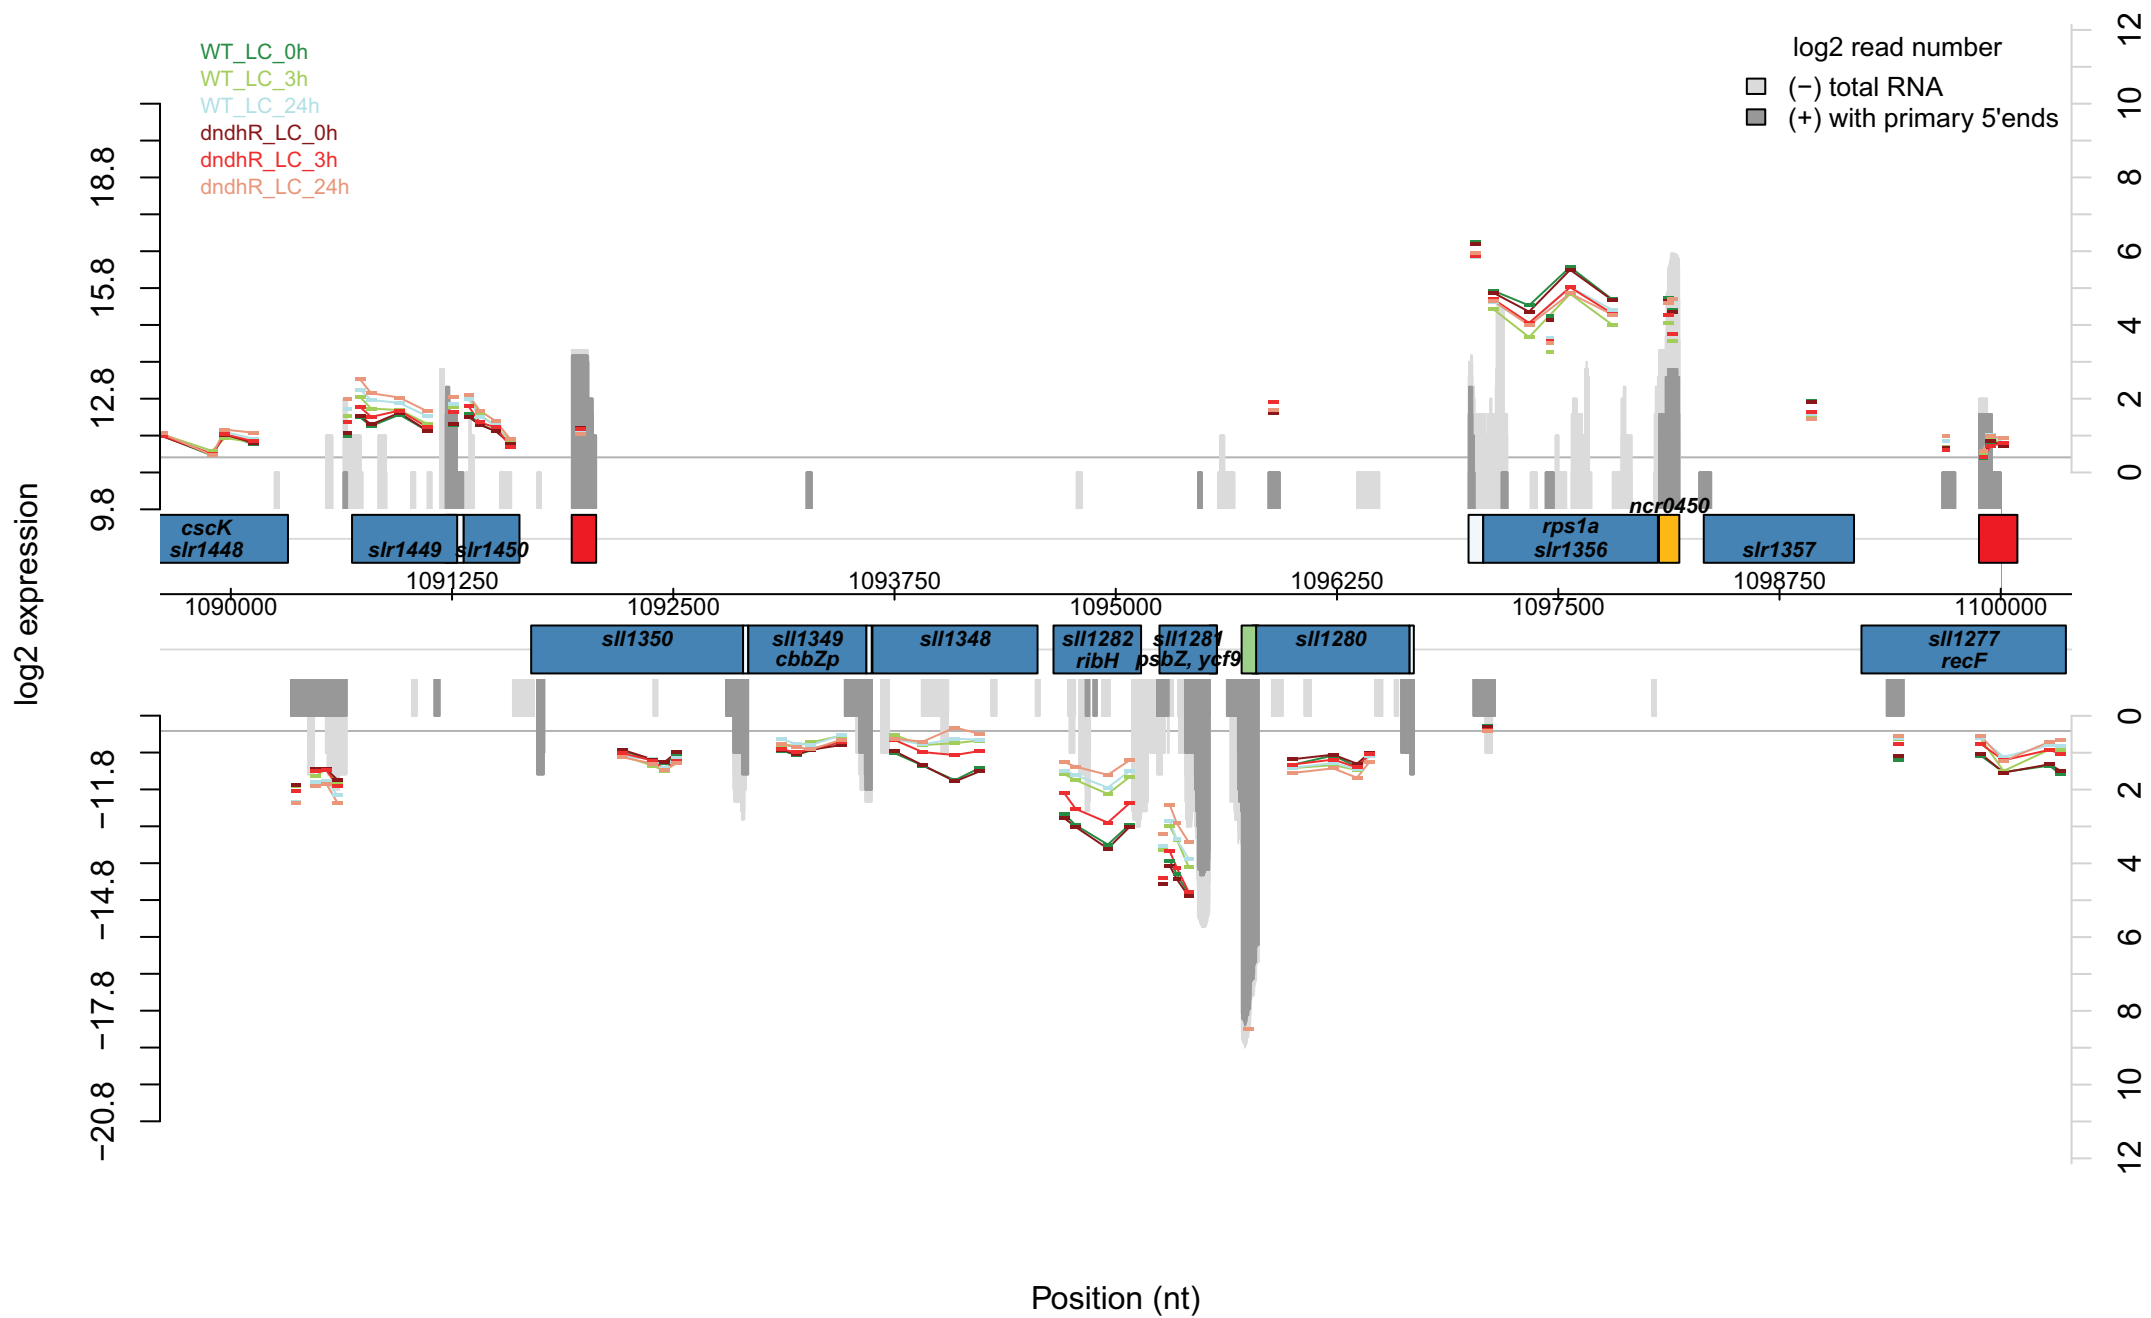 WT_LC_0h
WT_LC_3h
WT_LC_24h
dndhR_LC_0h
dndhR_LC_3h
dndhR_LC_24h
log2 read number
(−) total RNA
(+) with primary 5'ends
18.8
15.8
12.8
9.8
12
10
8
6
4
2
0
log2 expression
ncr0450
cscK
slr1448
slr1449
slr1450
rps1a
slr1356
slr1357
1091250
1093750
1096250
1098750
1090000
1092500
1095000
1097500
1100000
sll1350
sll1349
cbbZp
sll1348
sll1282
ribH
sll1281
psbZ, ycf9
sll1280
sll1277
recF
−11.8
−14.8
−17.8
−20.8
0
2
4
6
8
10
12
Position (nt)